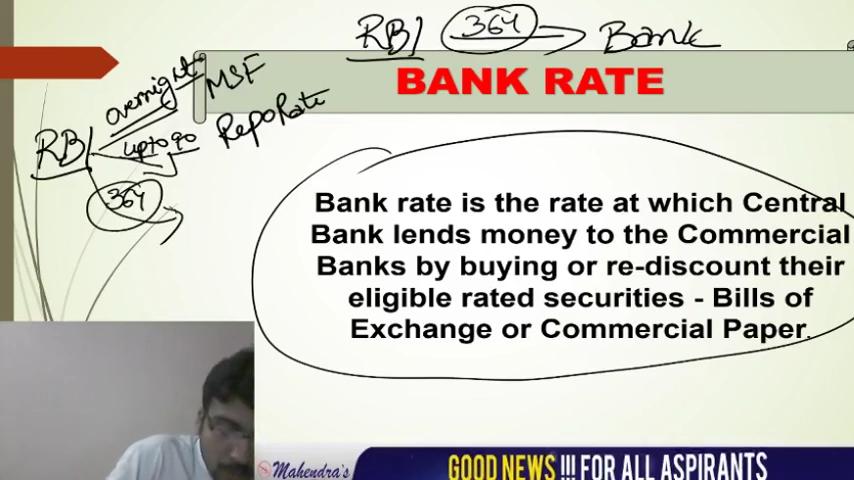 RBI 364 Bank
BANK RATE
overnight MSF
RBI upto 90 Repo Rate
364
Bank rate is the rate at which Central
Bank lends money to the Commercial
Banks by buying or re-discount their
eligible rated securities - Bills of
Exchange or Commercial Paper.
Mahendra's
GOOD NEWS !!! FOR ALL ASPIRANTS